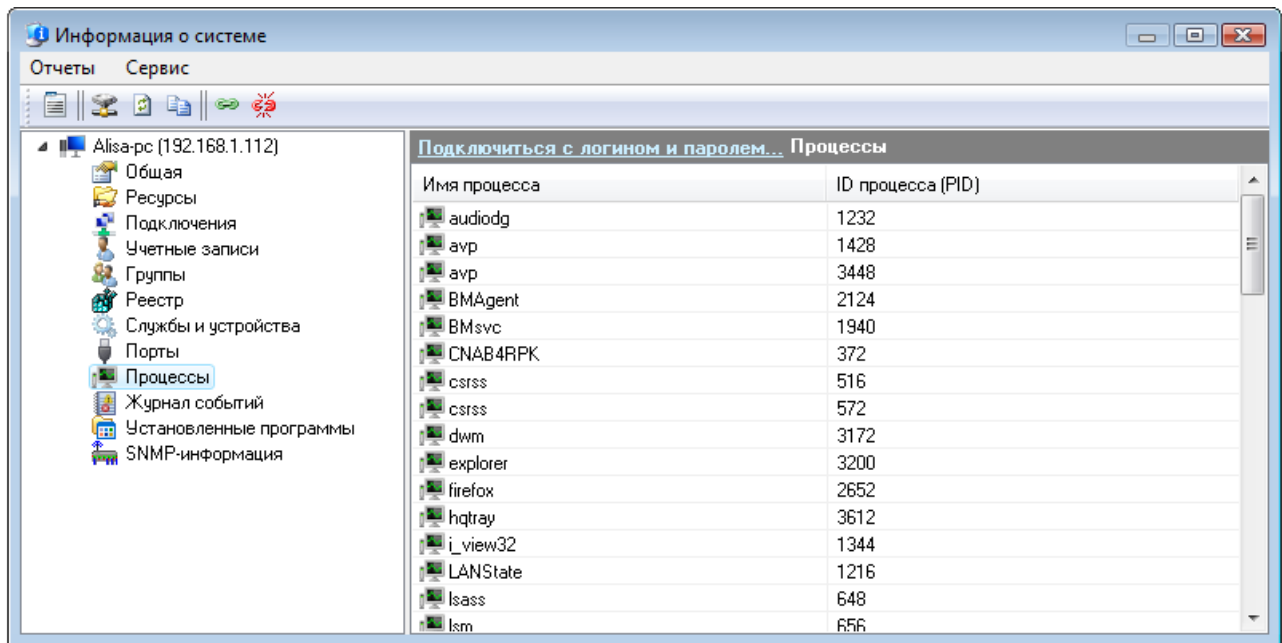 Информация о системе
Отчеты Сервис
Alisa-pc (192.168.1.112)
Общая
Ресурсы
Подключения
Учетные записи
Группы
Реестр
Службы и устройства
Порты
Процессы
Журнал событий
Установленные программы
SNMP-информация
Подключиться с логином и паролем... Процессы
Имя процесса ID процесса (PID)
audiodg 1232
avp 1428
avp 3448
BMAgent 2124
BMsvc 1940
CNAB4RPK 372
csrss 516
csrss 572
dwm 3172
explorer 3200
firefox 2652
hqtray 3612
i_view32 1344
LANState 1216
lsass 648
lsm 656